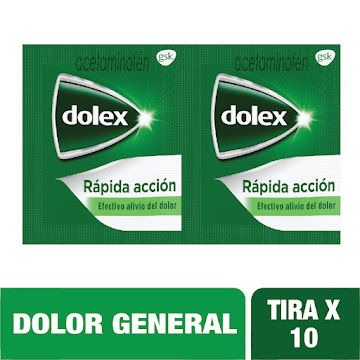 acetaminofén
gsk
dolex
Rápida acción
Efectivo alivio del dolor
acetaminofén
gsk
dolex
Rápida acción
Efectivo alivio del dolor
DOLOR GENERAL
TIRA X
10